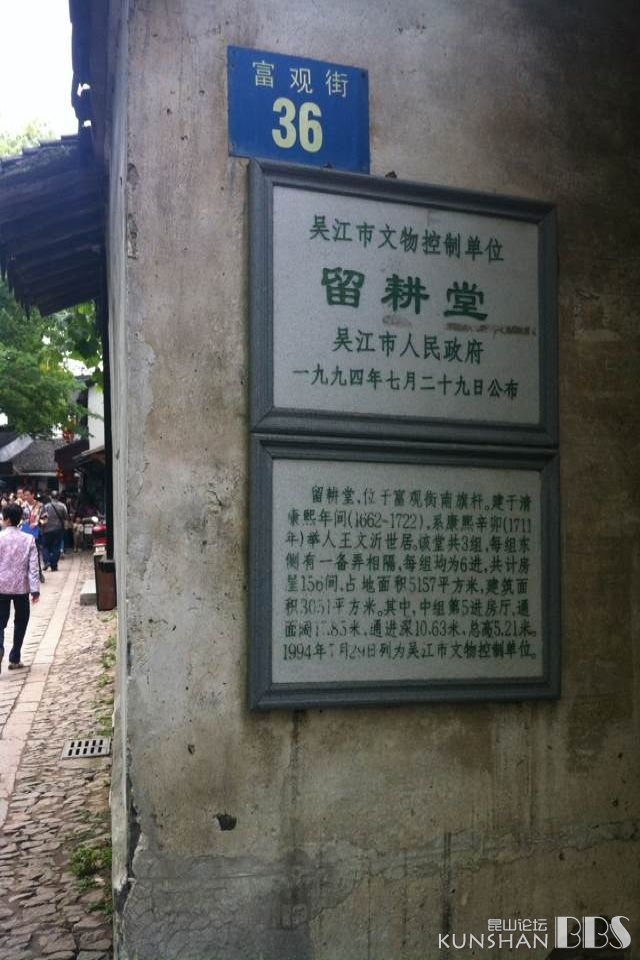 富观街
36
吴江市文物控制单位
留耕堂
吴江市人民政府
一九九四年七月二十九日公布
留耕堂，位于富观街南旗杆。建于清
康熙年间(1662~1722)，系康熙辛卯(1711
年)举人王文沂世居。该堂共3组，每组东
侧有一备弄相隔，每组均为6进，共计房
屋156间，占地面积5157平方米，建筑面
积3051平方米。其中，中组第5进房厅，通
面阔17.85米，通进深10.63米，总高5.21米。
1994年7月29日列为吴江市文物控制单位。
昆山论坛
KUNSHAN BBS